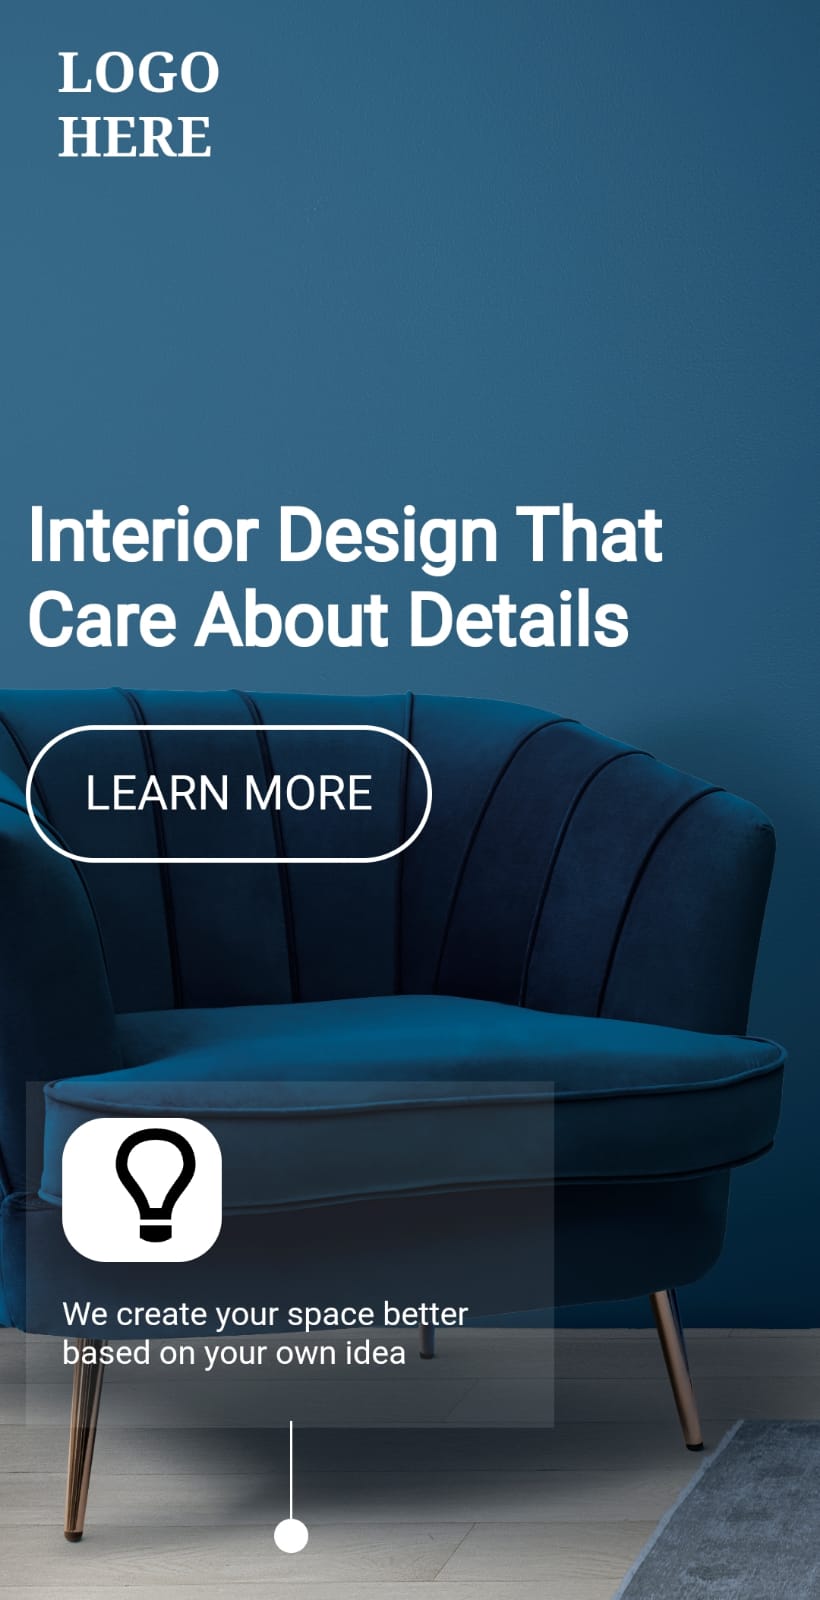 LOGO
HERE
Interior Design That
Care About Details
LEARN MORE
We create your space better
based on your own idea